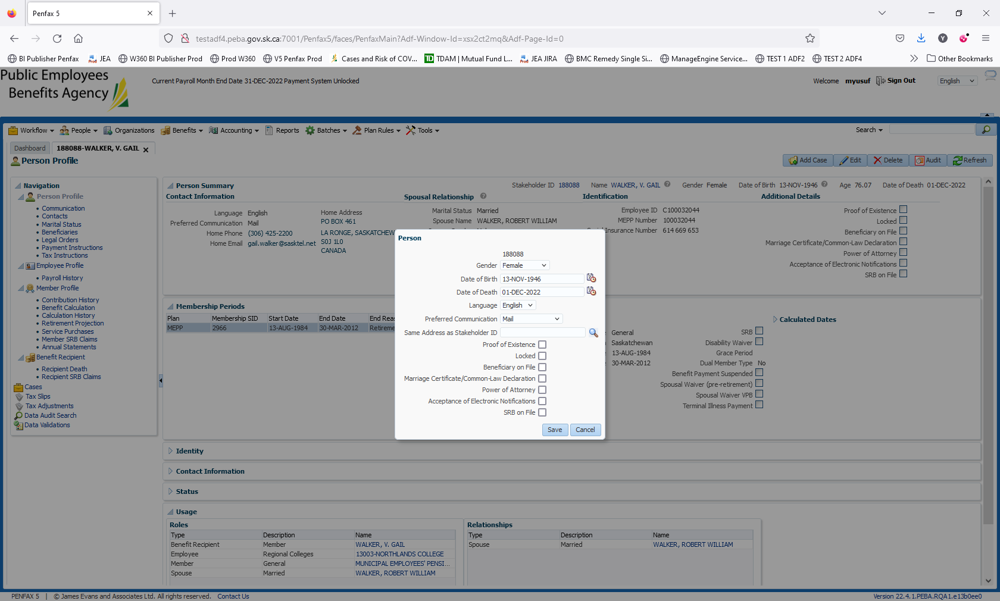 Penfax 5
testadf4.peba.gov.sk.ca:7001/Penfax5/faces/PenfaxMain?Adf-Window-Id=xsx2ct2mq&Adf-Page-Id=0
BI Publisher Penfax JEA W360 BI Publisher Prod Prod W360 V5 Penfax Prod Cases and Risk of COV... TD TDAM | Mutual Fund L... JEA JIRA BMC Remedy Single Si... ManageEngine Service... TEST 1 ADF2 TEST 2 ADF4 Other Bookmarks
Public Employees
Benefits Agency
Current Payroll Month End Date 31-DEC-2022 Payment System Unlocked
Welcome myusuf Sign Out English
Workflow People Organizations Benefits Accounting Reports Batches Plan Rules Tools Search
Dashboard 188088-WALKER, V. GAIL
Person Profile
Add Case Edit Delete Audit Refresh
Navigation
Person Profile
Communication
Contacts
Marital Status
Beneficiaries
Legal Orders
Payment Instructions
Tax Instructions
Employee Profile
Payroll History
Member Profile
Contribution History
Benefit Calculation
Calculation History
Retirement Projection
Service Purchases
Member SRB Claims
Annual Statements
Benefit Recipient
Recipient Death
Recipient SRB Claims
Cases
Tax Slips
Tax Adjustments
Data Audit Search
Data Validations
Person Summary
Stakeholder ID 188088 Name WALKER, V. GAIL Gender Female Date of Birth 13-NOV-1946 Age 76.07 Date of Death 01-DEC-2022
Contact Information
Language English
Preferred Communication Mail
Home Phone (306) 425-2200
Home Email gail.walker@sasktel.net
Home Address
PO BOX 461
LA RONGE, SASKATCHEW
S0J 1L0
CANADA
Spousal Relationship
Marital Status Married
Spouse Name WALKER, ROBERT WILLIAM
Identification
Employee ID C100032044
MEPP Number 100032044
Insurance Number 614 669 653
Additional Details
Proof of Existence
Locked
Beneficiary on File
Marriage Certificate/Common-Law Declaration
Power of Attorney
Acceptance of Electronic Notifications
SRB on File
Membership Periods
Plan Membership SID Start Date End Date End Reas
MEPP 2966 13-AUG-1984 30-MAR-2012 Retireme
General
Saskatchewan
13-AUG-1984
30-MAR-2012
SRB
Disability Waiver
Grace Period
Dual Member Type No
Benefit Payment Suspended
Spousal Waiver (pre-retirement)
Spousal Waiver VPB
Terminal Illness Payment
Calculated Dates
Person
188088
Gender Female
Date of Birth 13-NOV-1946
Date of Death 01-DEC-2022
Language English
Preferred Communication Mail
Same Address as Stakeholder ID
Proof of Existence
Locked
Beneficiary on File
Marriage Certificate/Common-Law Declaration
Power of Attorney
Acceptance of Electronic Notifications
SRB on File
Save Cancel
Identity
Contact Information
Status
Usage
Roles
Type Description Name
Benefit Recipient Member WALKER, V. GAIL
Employee Regional Colleges 13003-NORTHLANDS COLLEGE
Member General MUNICIPAL EMPLOYEES' PENSI...
Spouse Married WALKER, ROBERT WILLIAM
Relationships
Type Description Name
Spouse Married WALKER, ROBERT WILLIAM
PENFAX 5 | © James Evans and Associates Ltd. All rights reserved. Contact Us
Version 22.4.1.PEBA.RQA1.e13b0ee0